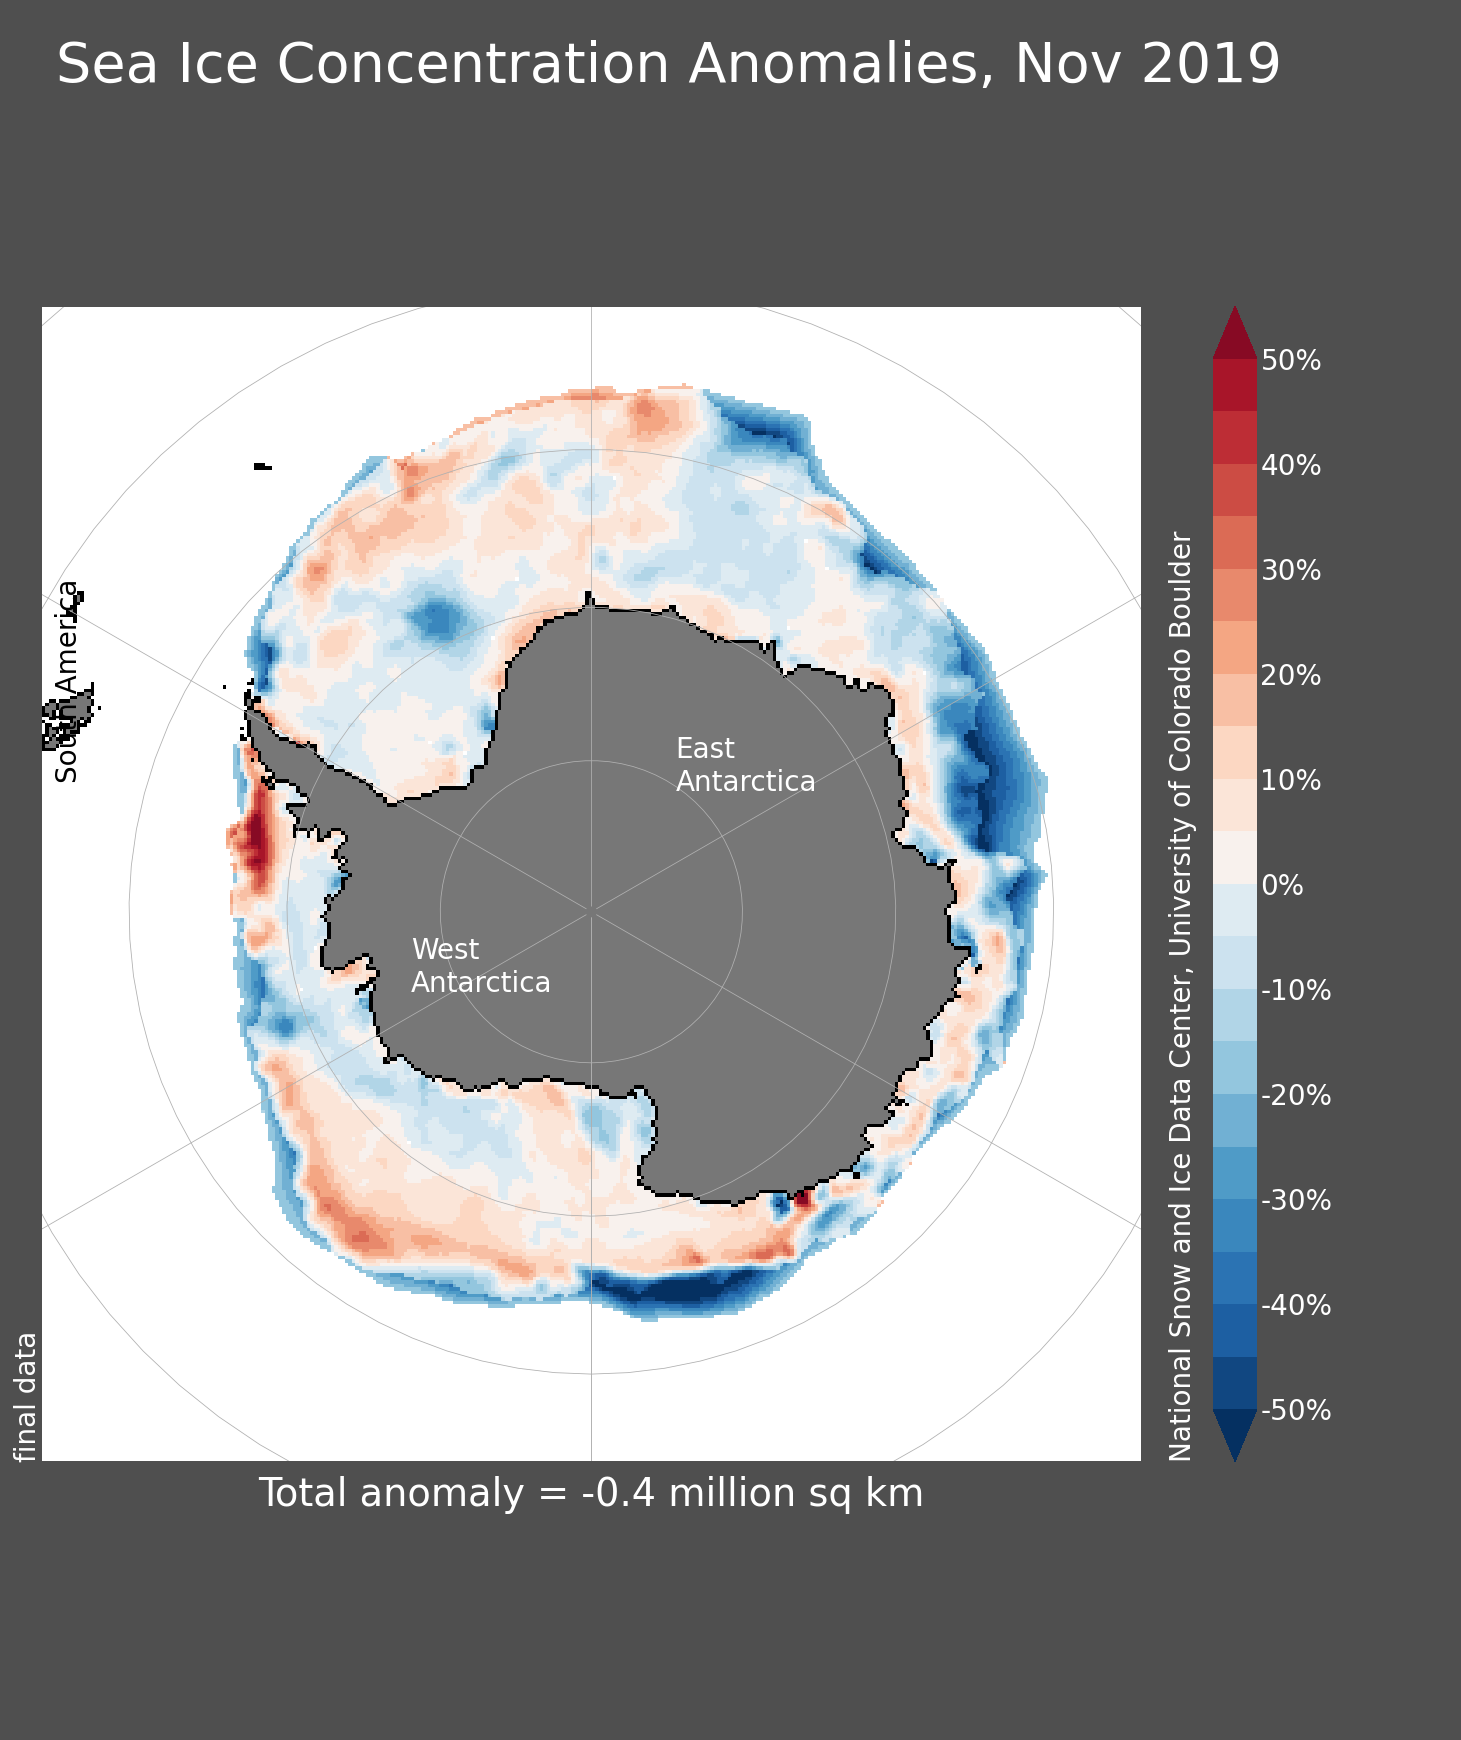 Sea Ice Concentration Anomalies, Nov 2019
South America
East
Antarctica
West
Antarctica
final data
National Snow and Ice Data Center, University of Colorado Boulder
50%
40%
30%
20%
10%
0%
-10%
-20%
-30%
-40%
-50%
Total anomaly = -0.4 million sq km